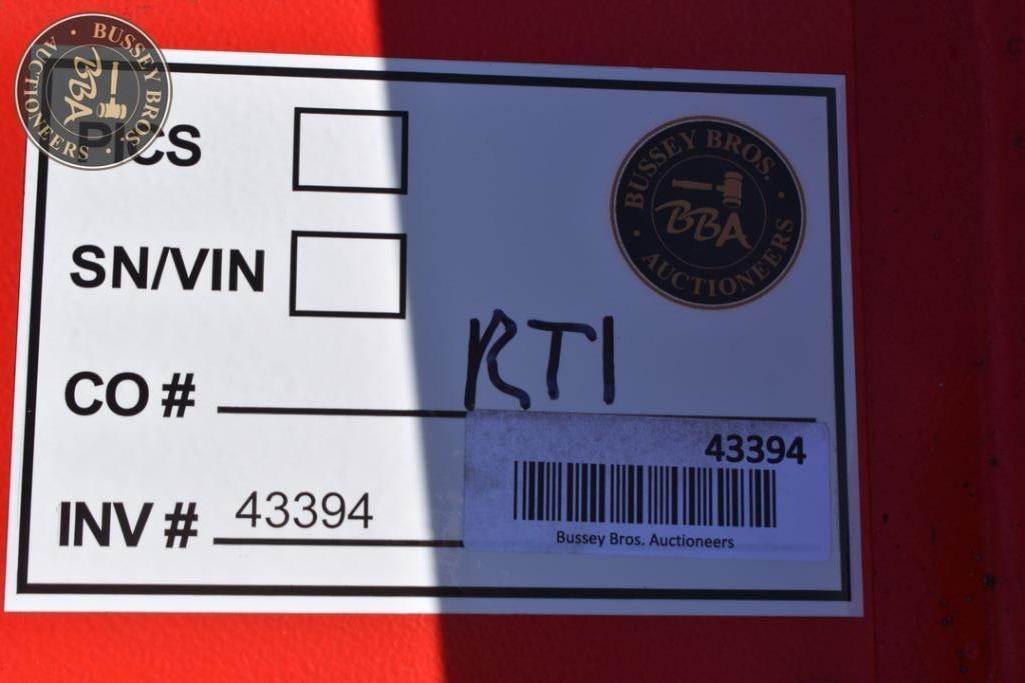 BUSSEY BROS.
BBA
AUCTIONEERS
PICS
BUSSEY BROS.
BBA
AUCTIONEERS
SN/VIN
RTI
CO #
43394
INV # 43394
Bussey Bros. Auctioneers